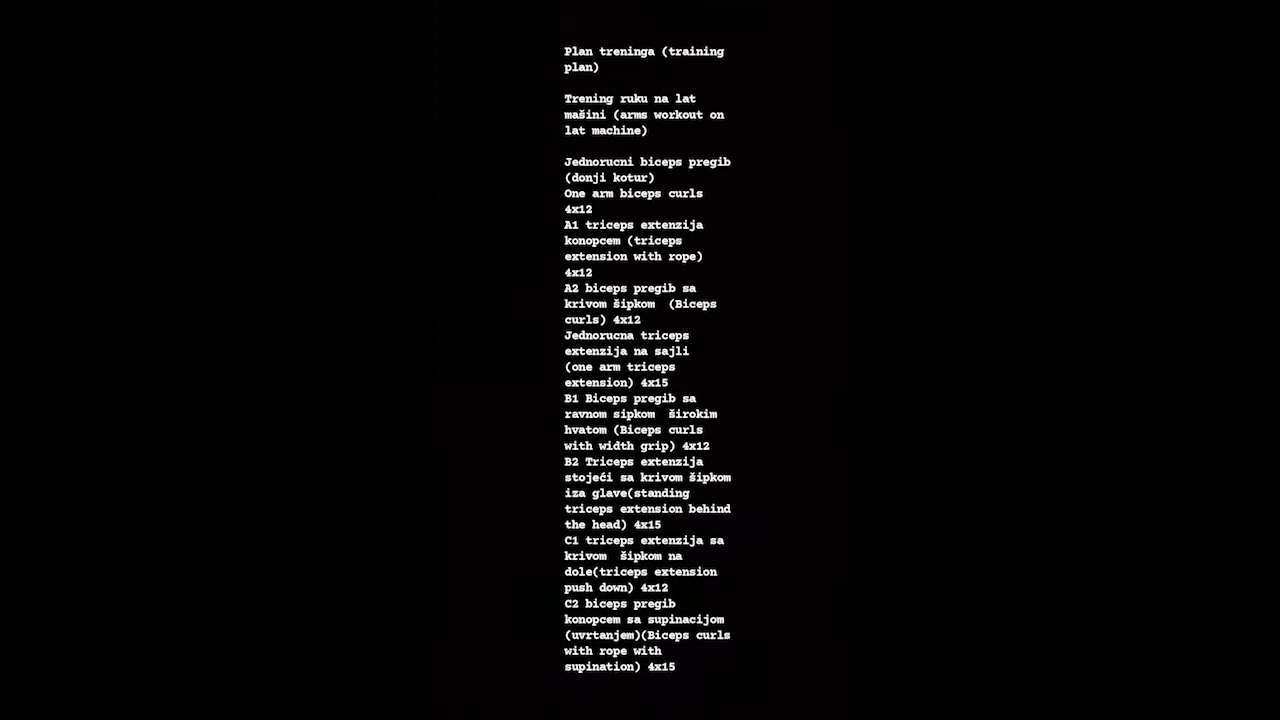 Plan treninga (training
plan)
Trening ruku na lat
mašini (arms workout on
lat machine)
Jednorucni biceps pregib
(donji kotur)
One arm biceps curls
4x12
A1 triceps extenzija
konopcem (triceps
extension with rope)
4x12
A2 biceps pregib sa
krivom šipkom  (Biceps
curls) 4x12
Jednorucna triceps
extenzija na sajli
(one arm triceps
extension) 4x15
B1 Biceps pregib sa
ravnom sipkom  širokim
hvatom (Biceps curls
with width grip) 4x12
B2 Triceps extenzija
stojeći sa krivom šipkom
iza glave(standing
triceps extension behind
the head) 4x15
C1 triceps extenzija sa
krivom  šipkom na
dole(triceps extension
push down) 4x12
C2 biceps pregib
konopcem sa supinacijom
(uvrtanjem)(Biceps curls
with rope with
supination) 4x15